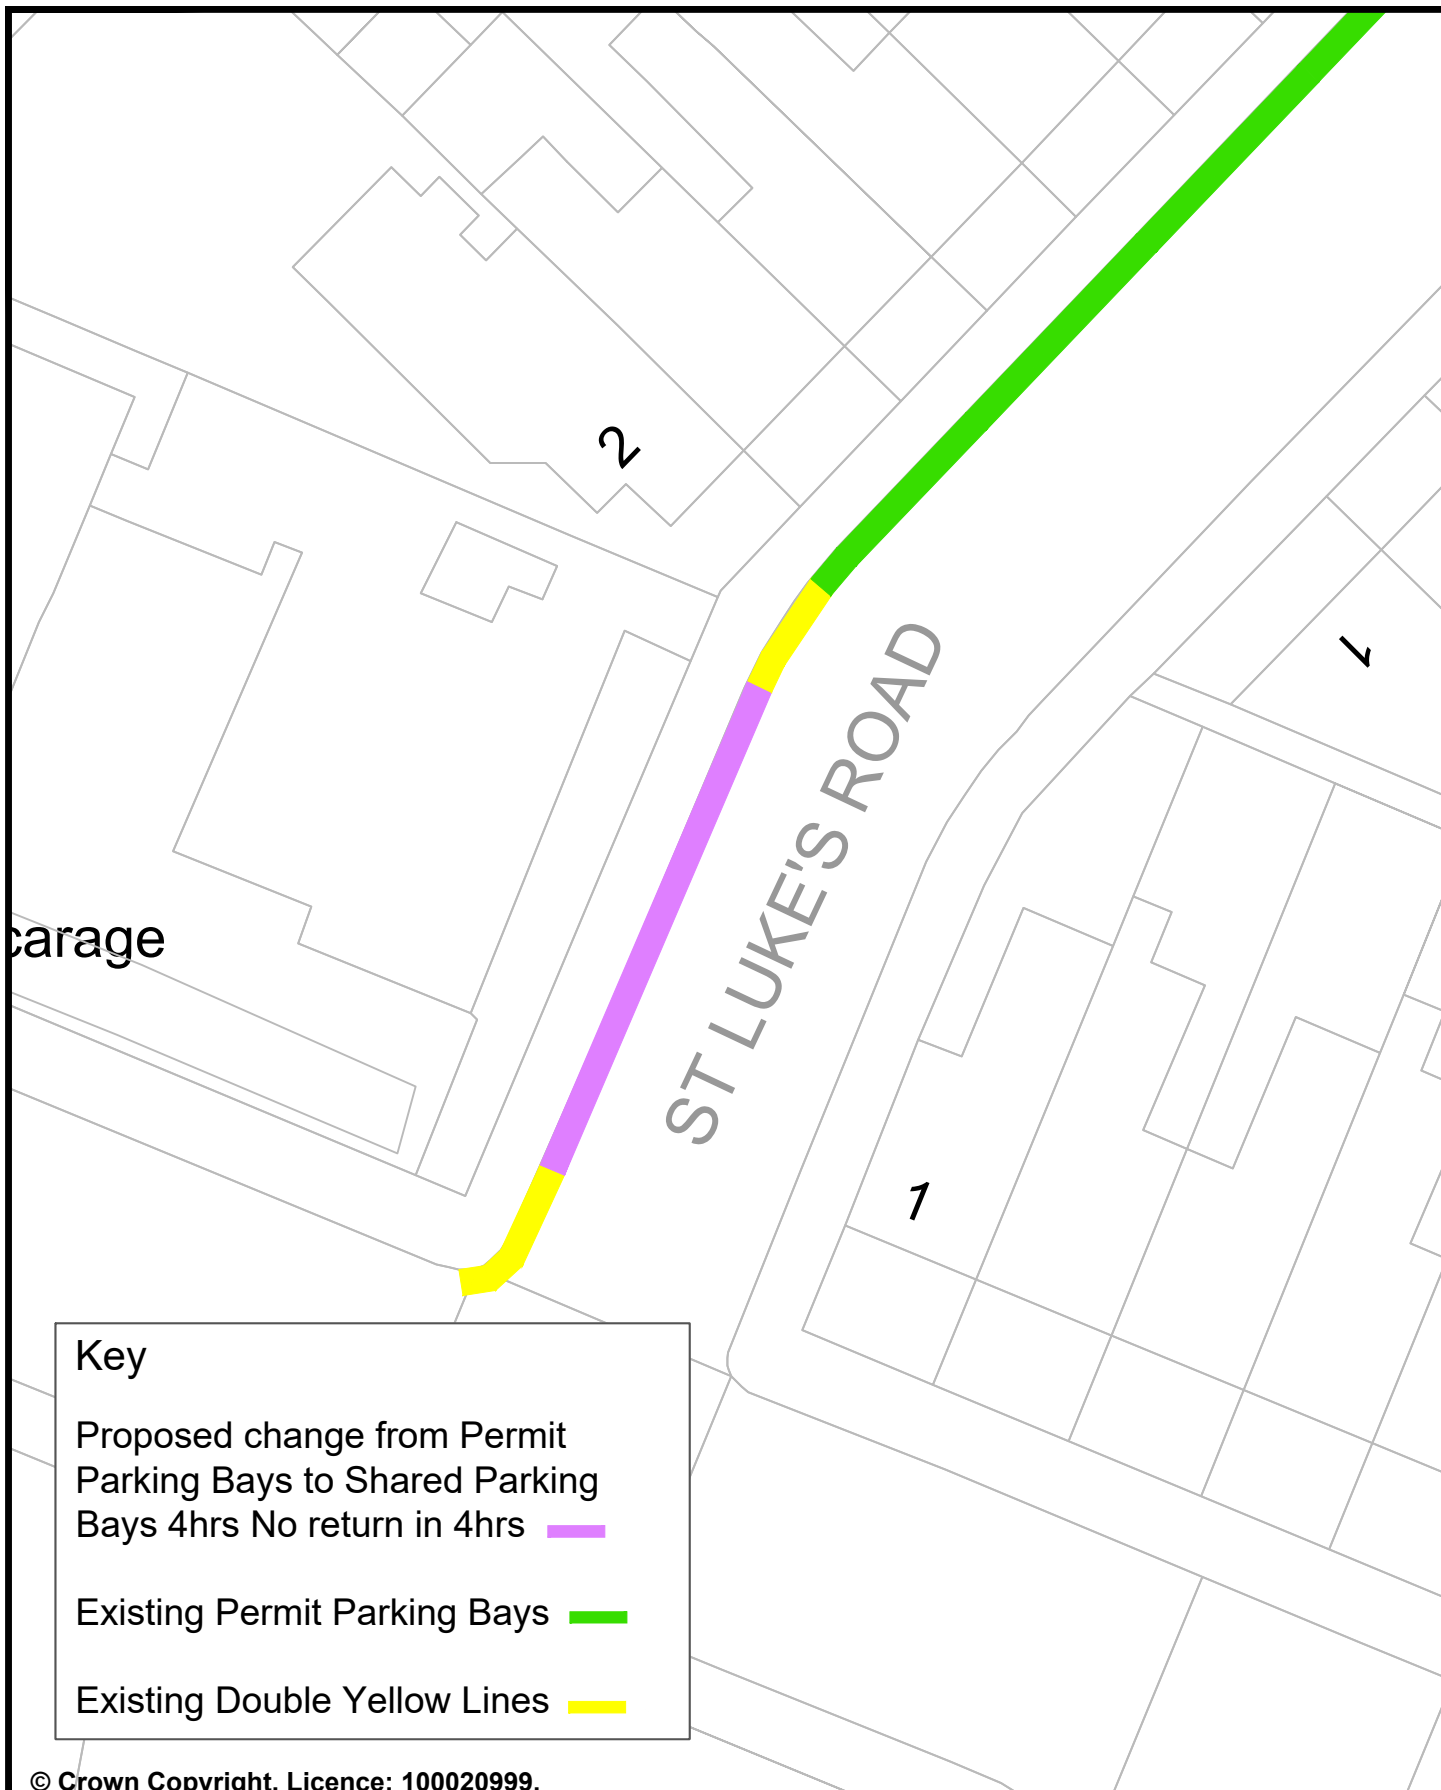 2
1
ST LUKE'S ROAD
carage
1
Key
Proposed change from Permit
Parking Bays to Shared Parking
Bays 4hrs No return in 4hrs
Existing Permit Parking Bays
Existing Double Yellow Lines
© Crown Copyright. Licence: 100020999.